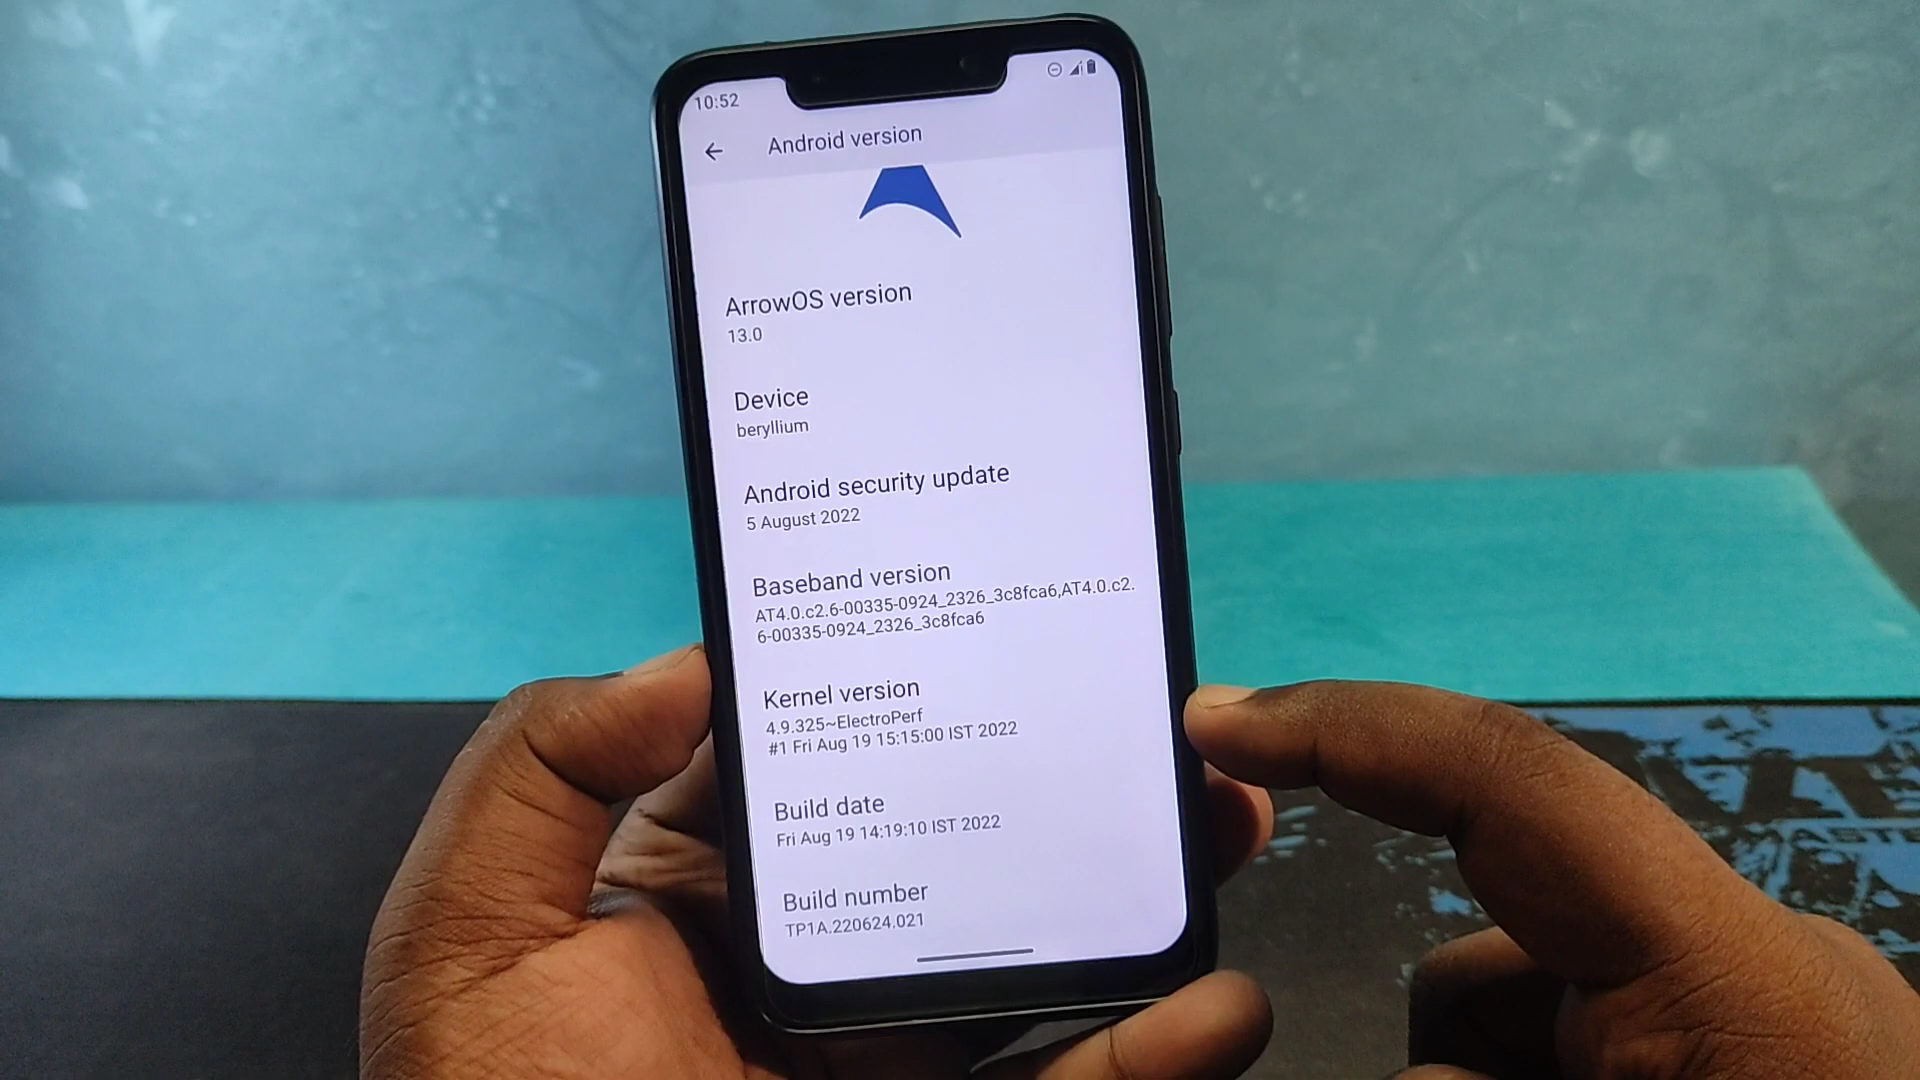 10:52
Android version
ArrowOS version
13.0
Device
beryllium
Android security update
5 August 2022
Baseband version
AT4.0.c2.6-00335-0924_2326_3c8fca6,AT4.0.c2.
6-00335-0924_2326_3c8fca6
Kernel version
4.9.325~ElectroPerf
#1 Fri Aug 19 15:15:00 IST 2022
Build date
Fri Aug 19 14:19:10 IST 2022
Build number
TP1A.220624.021